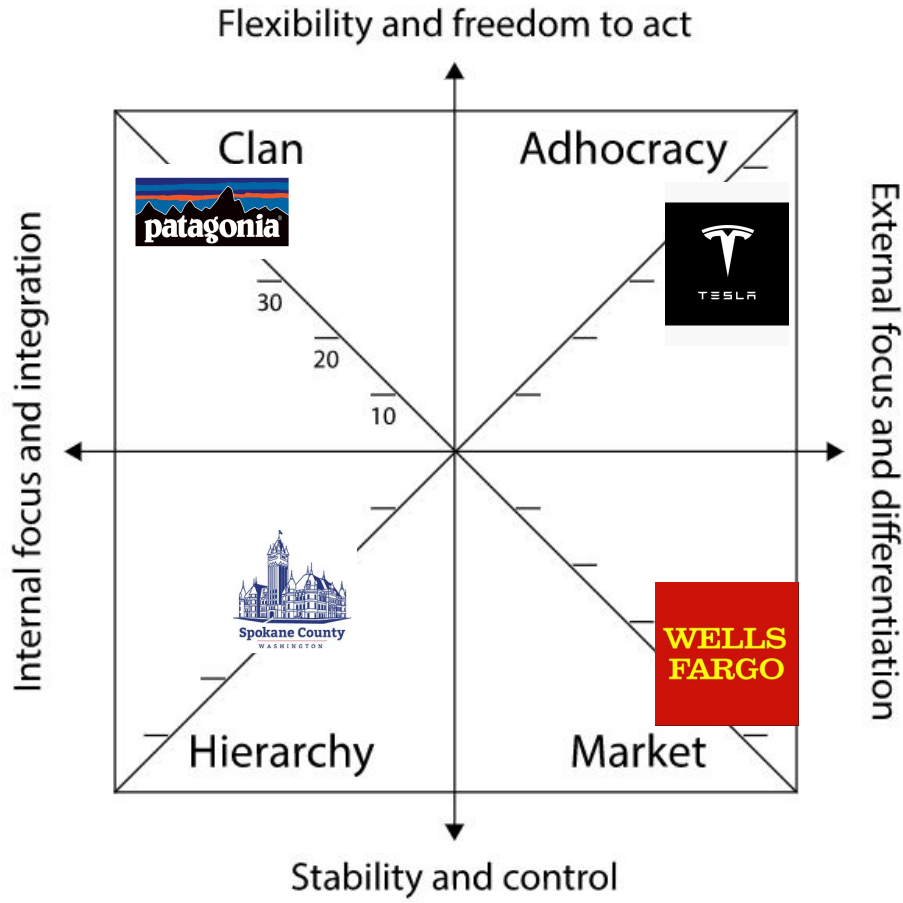 Flexibility and freedom to act
Clan
Adhocracy
patagonia
TESLA
Internal focus and integration
External focus and differentiation
30
20
10
Spokane County
WASHINGTON
WELLS
FARGO
Hierarchy
Market
Stability and control